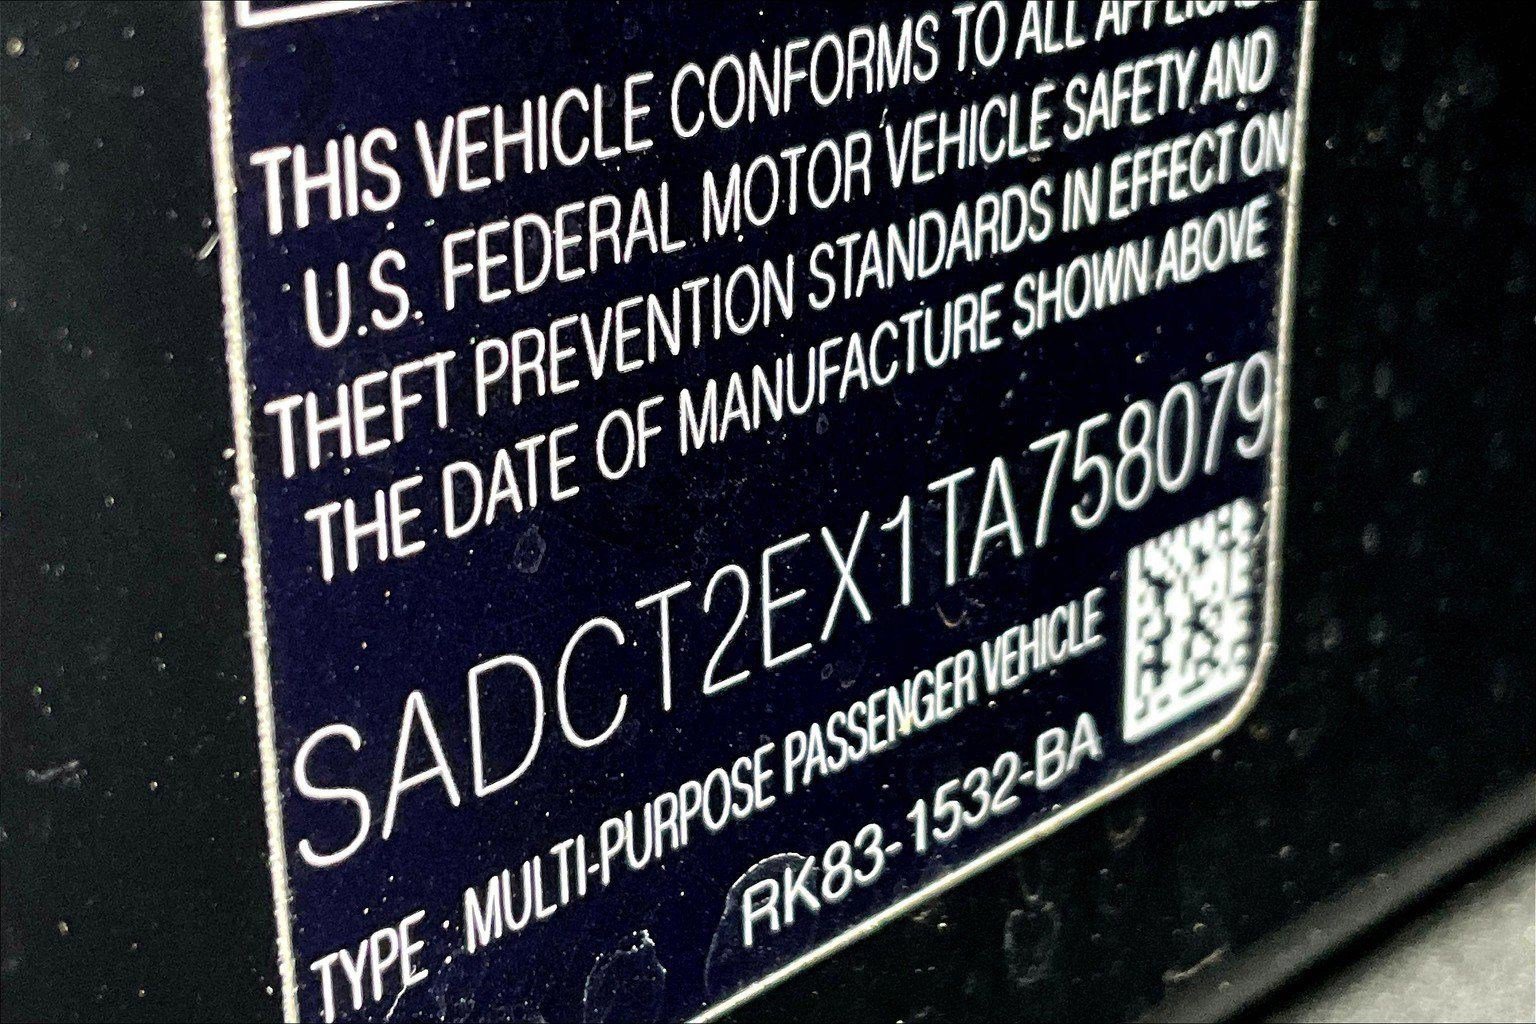 THIS VEHICLE CONFORMS TO ALL APPLICABLE
U.S. FEDERAL MOTOR VEHICLE SAFETY AND
THEFT PREVENTION STANDARDS IN EFFECT ON
THE DATE OF MANUFACTURE SHOWN ABOVE
SADCT2EX1TA758079
TYPE : MULTI-PURPOSE PASSENGER VEHICLE
RK83-1532-BA